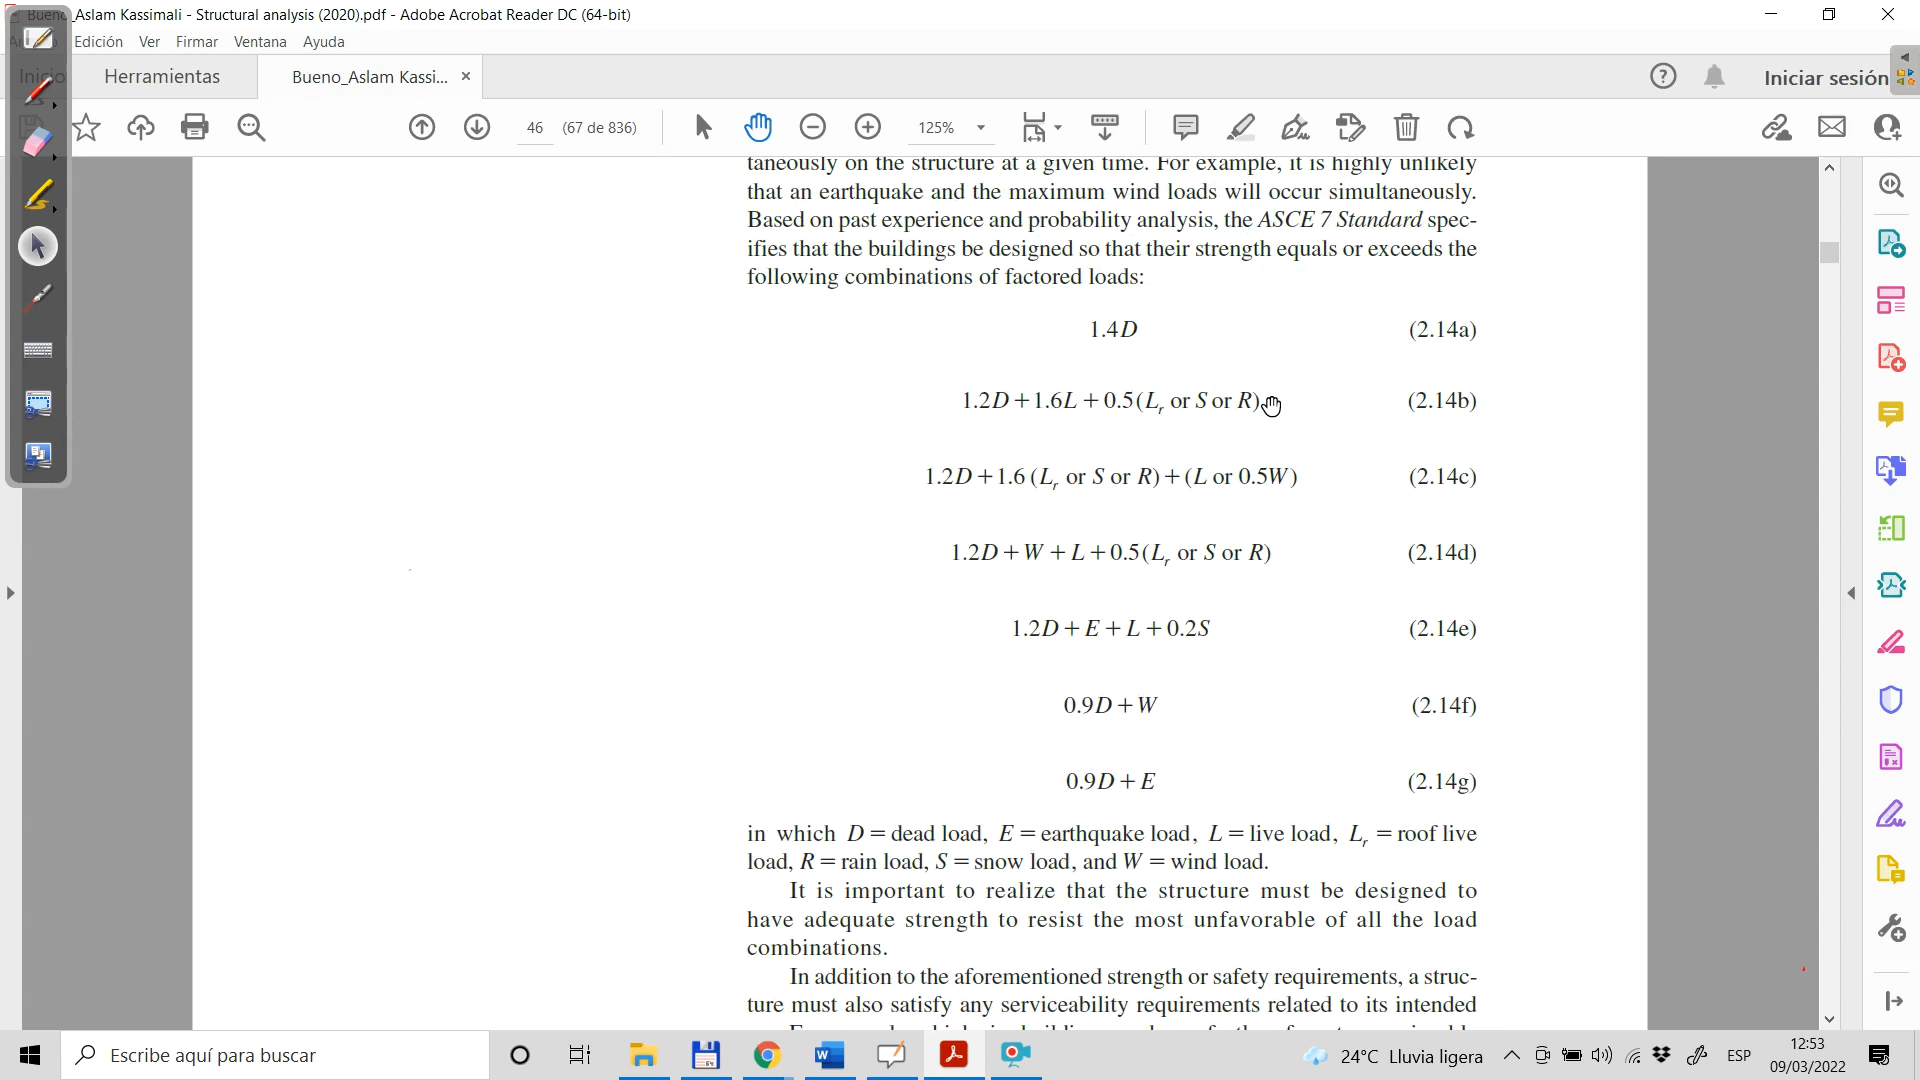 Bueno_Aslam Kassimali - Structural analysis (2020).pdf - Adobe Acrobat Reader DC (64-bit)
Edición Ver Firmar Ventana Ayuda
Inicio Herramientas Bueno_Aslam Kassi... Iniciar sesión
46 (67 de 836) 125%
taneously on the structure at a given time. For example, it is highly unlikely
that an earthquake and the maximum wind loads will occur simultaneously.
Based on past experience and probability analysis, the ASCE 7 Standard spec-
ifies that the buildings be designed so that their strength equals or exceeds the
following combinations of factored loads:
1.4D (2.14a)
1.2D + 1.6L + 0.5(Lr or S or R) (2.14b)
1.2D + 1.6 (Lr or S or R) + (L or 0.5W) (2.14c)
1.2D + W + L + 0.5(Lr or S or R) (2.14d)
1.2D + E + L + 0.2S (2.14e)
0.9D + W (2.14f)
0.9D + E (2.14g)
in which D = dead load, E = earthquake load, L = live load, Lr = roof live
load, R = rain load, S = snow load, and W = wind load.
It is important to realize that the structure must be designed to
have adequate strength to resist the most unfavorable of all the load
combinations.
In addition to the aforementioned strength or safety requirements, a struc-
ture must also satisfy any serviceability requirements related to its intended
Escribe aquí para buscar 24°C Lluvia ligera ESP 12:53
09/03/2022